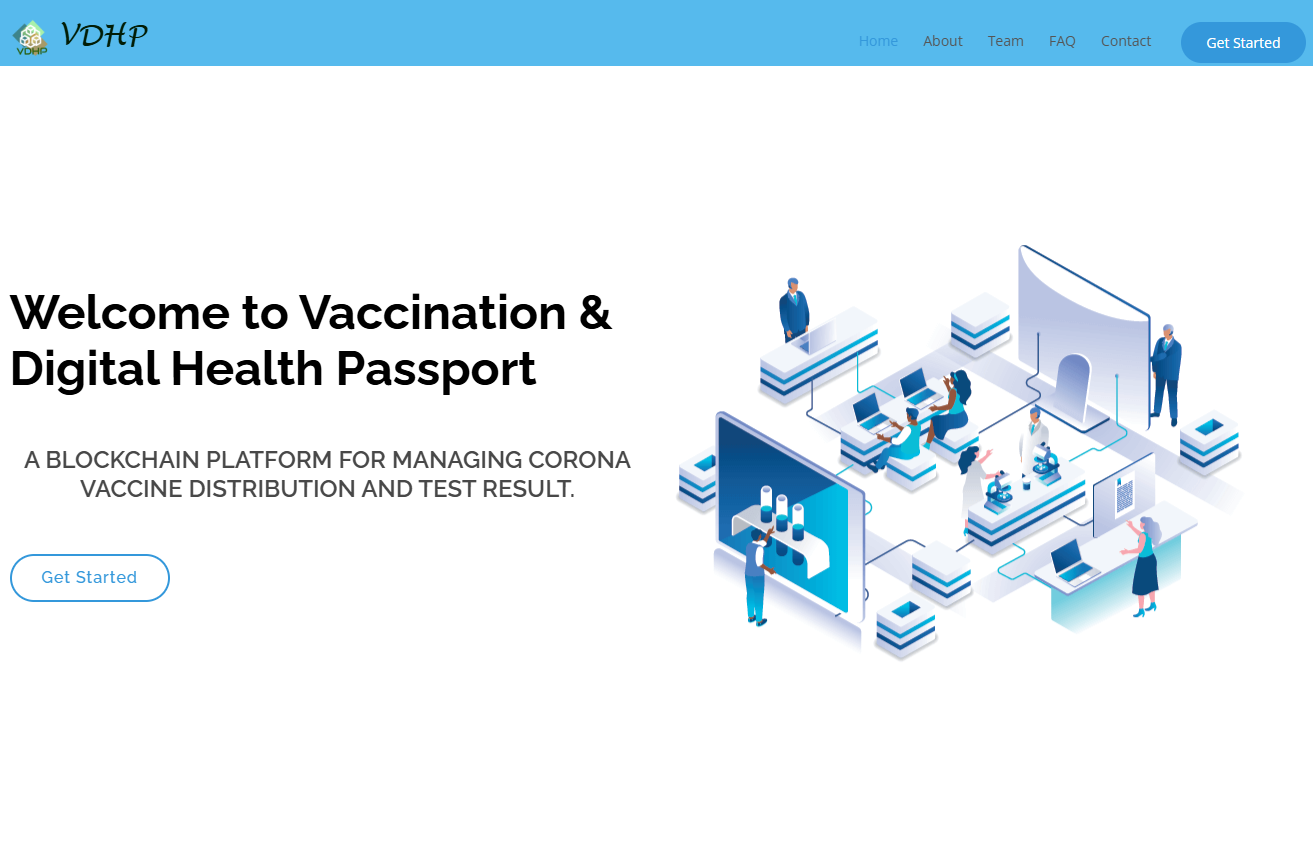 VDHP
VDHP
Home
About
Team
FAQ
Contact
Get Started
Welcome to Vaccination &
Digital Health Passport
A BLOCKCHAIN PLATFORM FOR MANAGING CORONA
VACCINE DISTRIBUTION AND TEST RESULT.
Get Started